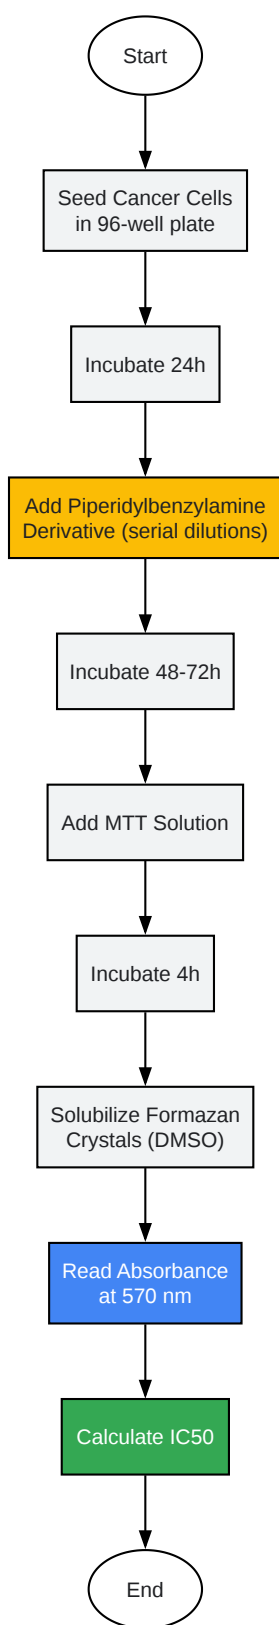 Start
Seed Cancer Cells
in 96-well plate
Incubate 24h
Add Piperidylbenzylamine
Derivative (serial dilutions)
Incubate 48-72h
Add MTT Solution
Incubate 4h
Solubilize Formazan
Crystals (DMSO)
Read Absorbance
at 570 nm
Calculate IC50
End